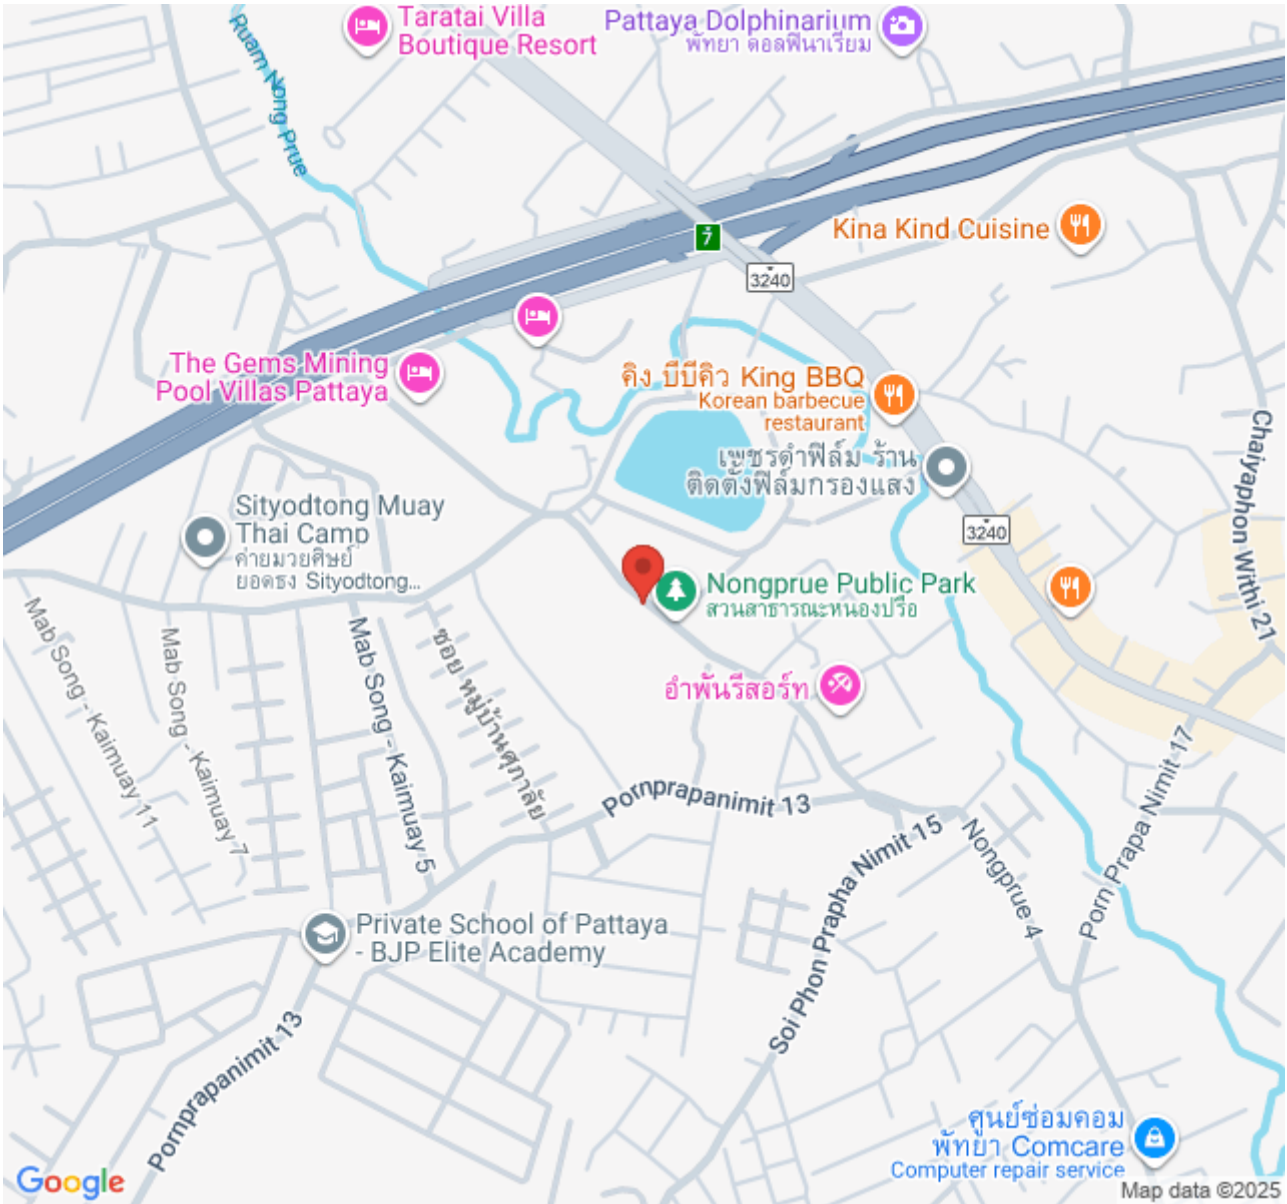 Taratai Villa
Boutique Resort
Pattaya Dolphinarium
พัทยา ดอลฟินาเรียม
Ruam Nong Prue
7
3240
Kina Kind Cuisine
The Gems Mining
Pool Villas Pattaya
คิง บีบีคิว King BBQ
Korean barbecue
restaurant
เพชรดำฟิล์ม ร้าน
ติดตั้งฟิล์มกรองแสง
Chaiyaphon Withi 21
Sityodtong Muay
Thai Camp
ค่ายมวยศิษย์
ยอดธง Sityodtong...
3240
Nongprue Public Park
สวนสาธารณะหนองปรือ
Mab Song - Kaimuay 11
Mab Song - Kaimuay 7
Mab Song - Kaimuay 5
ซอย หมู่บ้านศุภาลัย
อำพันรีสอร์ท
Pornprapanimit 13
Soi Phon Prapha Nimit 15
Nongprue 4
Porn Prapa Nimit 17
Private School of Pattaya
- BJP Elite Academy
Pornprapanimit 13
ศูนย์ซ่อมคอม
พัทยา Comcare
Computer repair service
Google
Map data ©2025